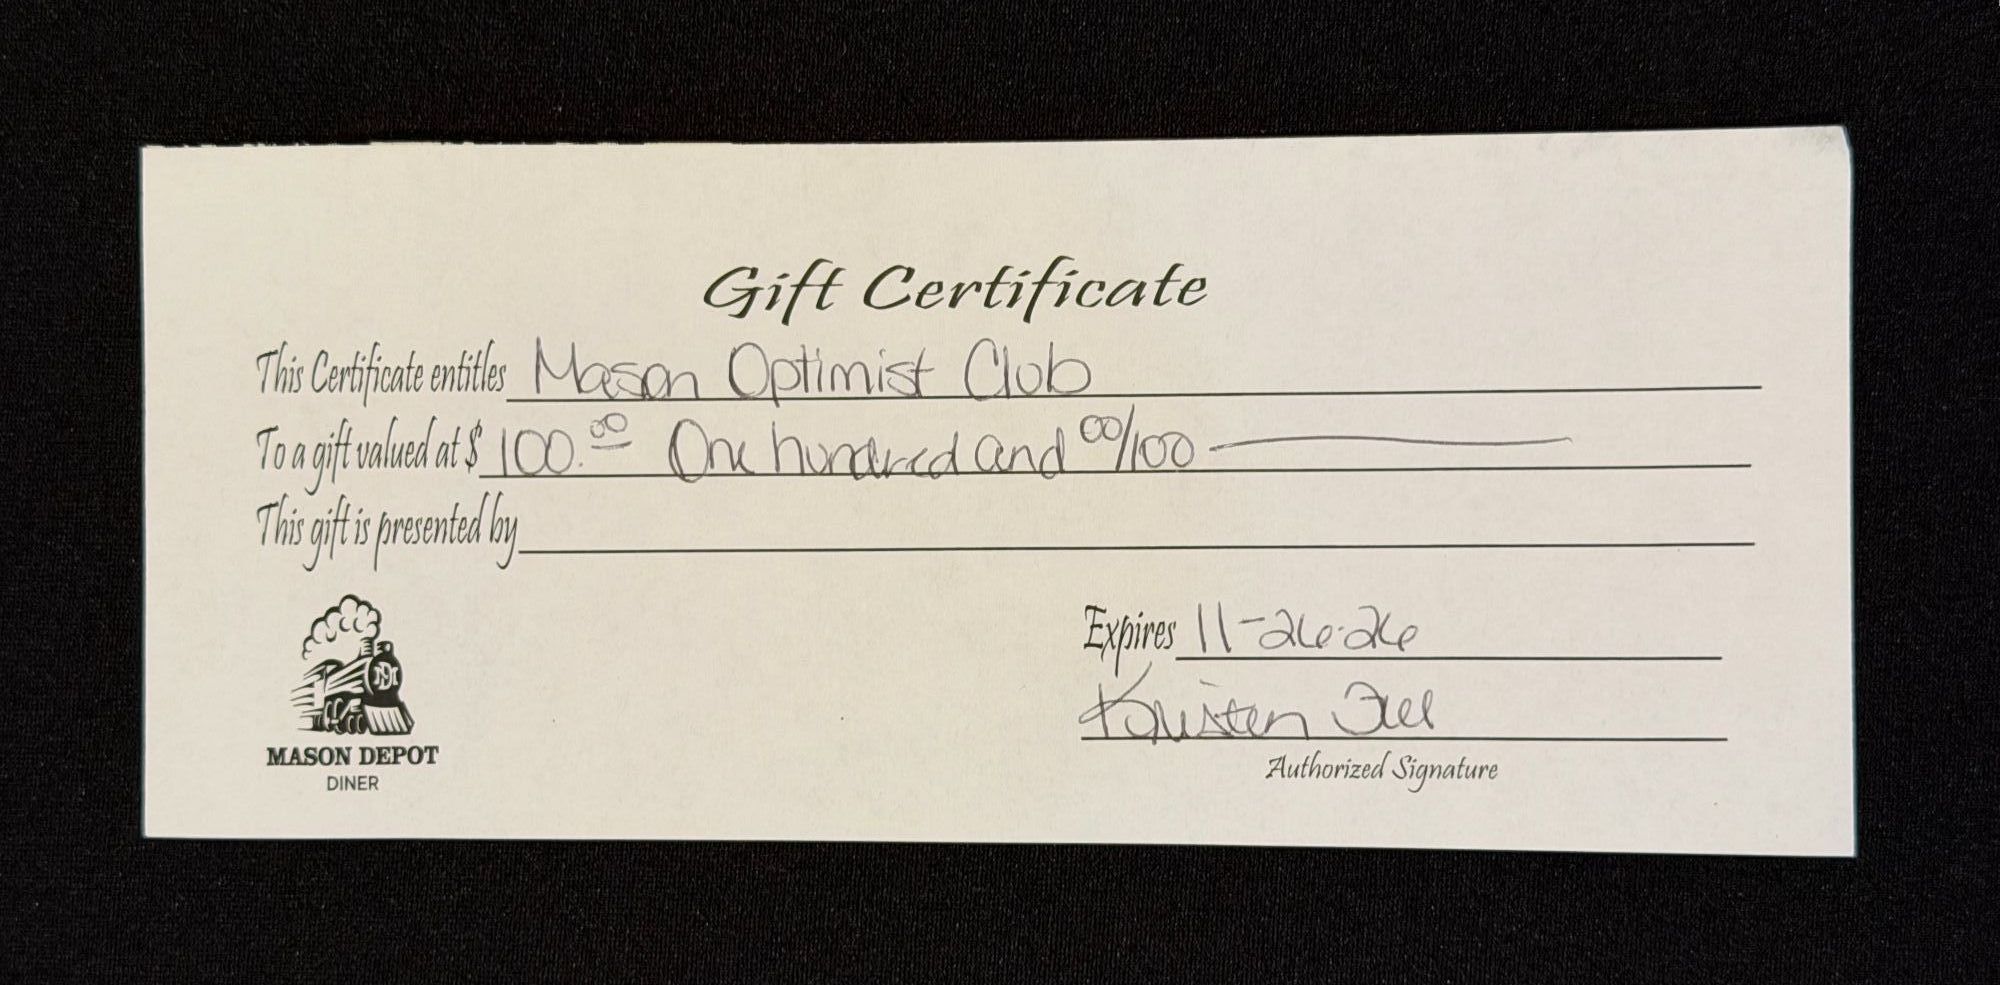 Gift Certificate
This Certificate entitles Mason Optimist Club
To a gift valued at $ 100.00 One hundred and 00/100
This gift is presented by
Expires 11-26-26
Kristen
Authorized Signature
MASON DEPOT
DINER